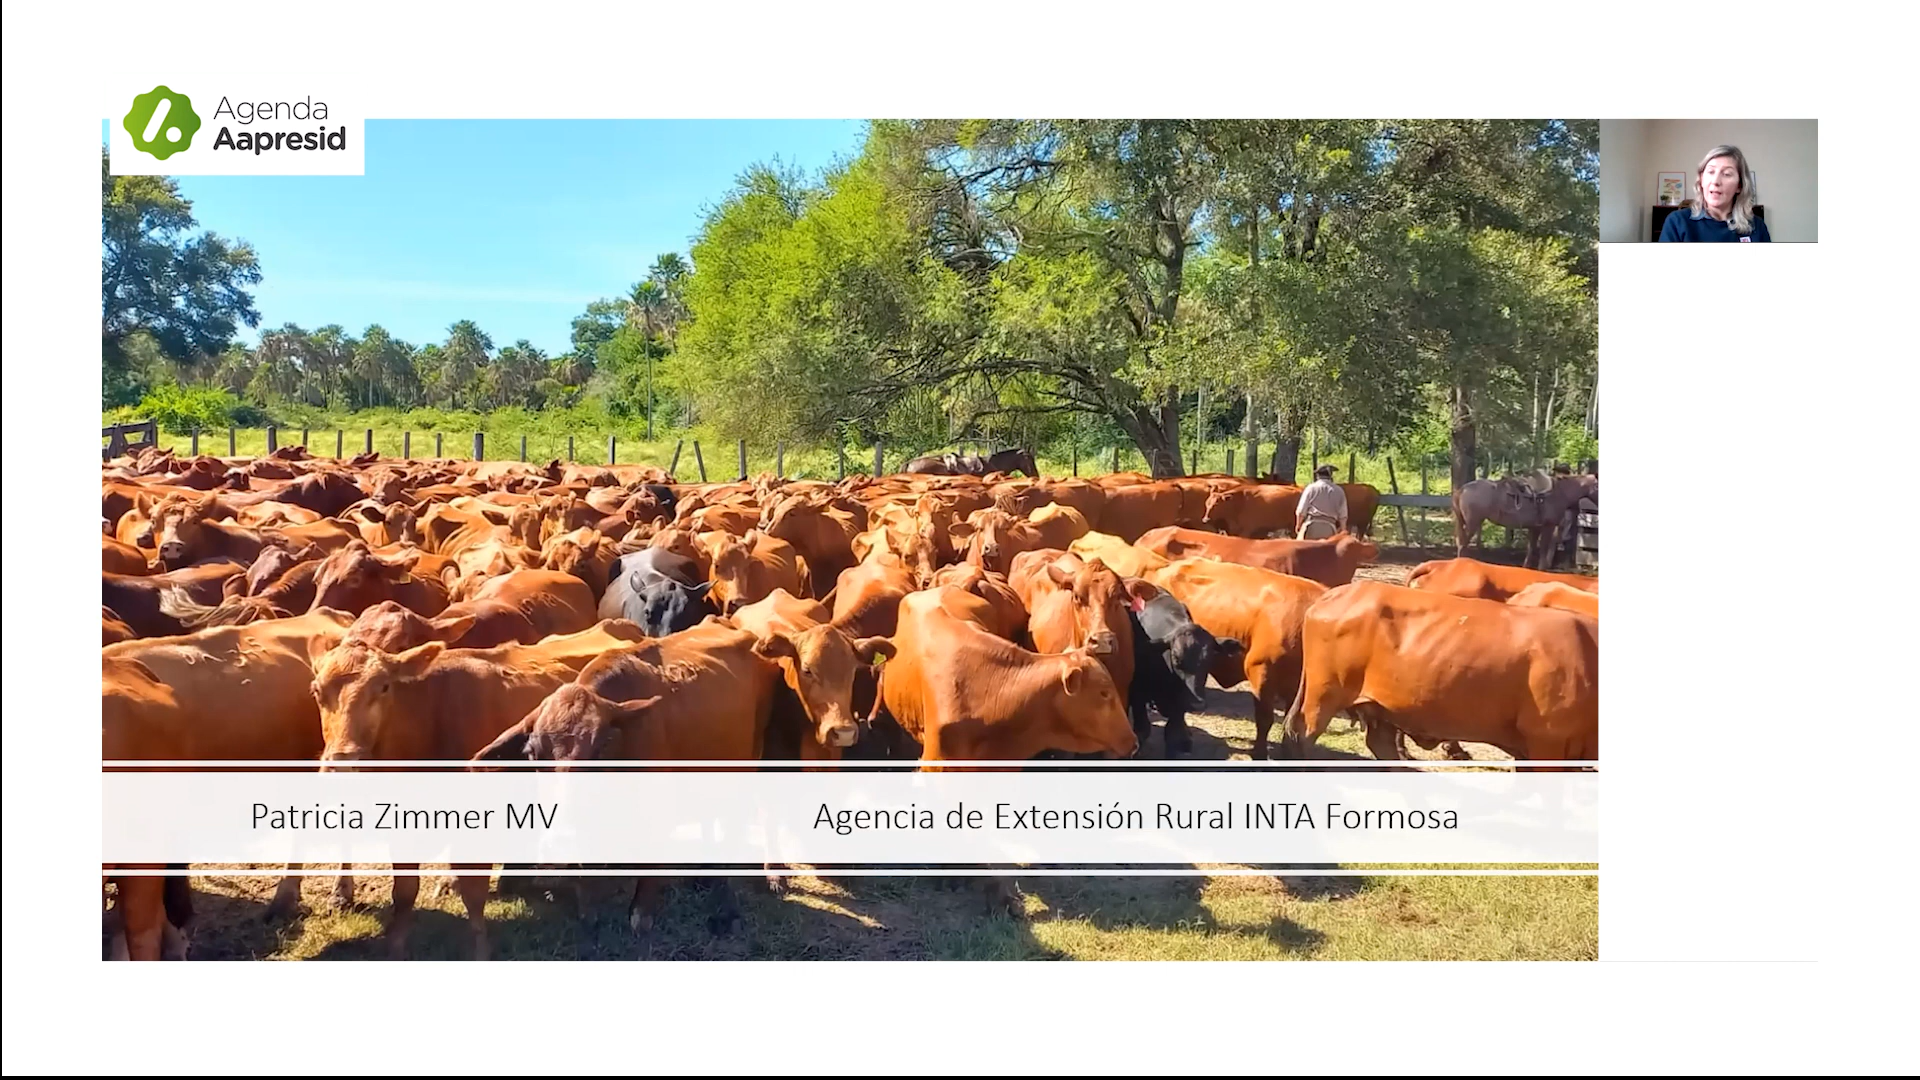 Agenda
Aapresid
Patricia Zimmer MV
Agencia de Extensión Rural INTA Formosa